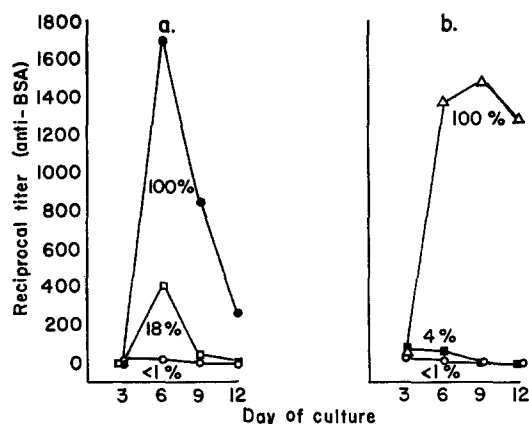 a.
b.
Reciprocal titer (anti-BSA)
1800
1600
1400
1200
1000
800
600
400
200
0
100%
18%
<1%
100%
4%
<1%
3 6 9 12
3 6 9 12
Day of culture